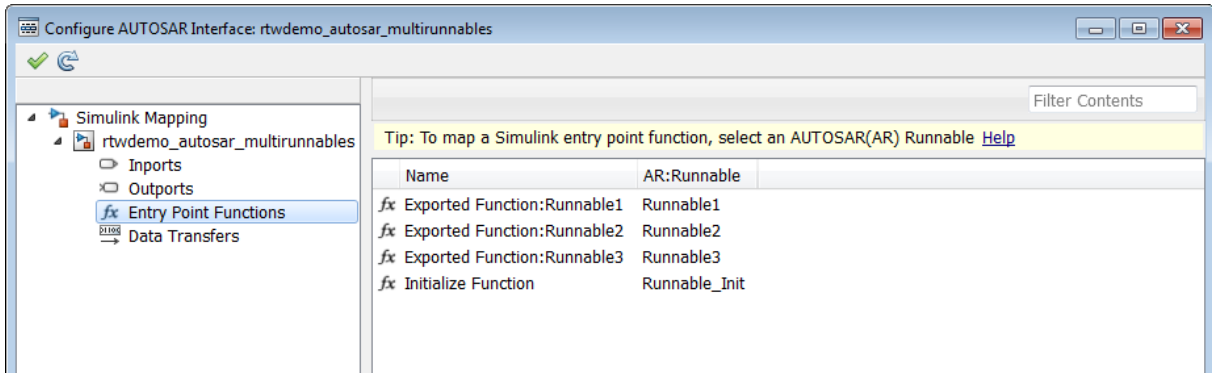 Configure AUTOSAR Interface: rtwdemo_autosar_multirunnables
Filter Contents
Simulink Mapping
rtwdemo_autosar_multirunnables
Inports
Outports
fx Entry Point Functions
Data Transfers
Tip: To map a Simulink entry point function, select an AUTOSAR(AR) Runnable Help
Name AR:Runnable
fx Exported Function:Runnable1 Runnable1
fx Exported Function:Runnable2 Runnable2
fx Exported Function:Runnable3 Runnable3
fx Initialize Function Runnable_Init